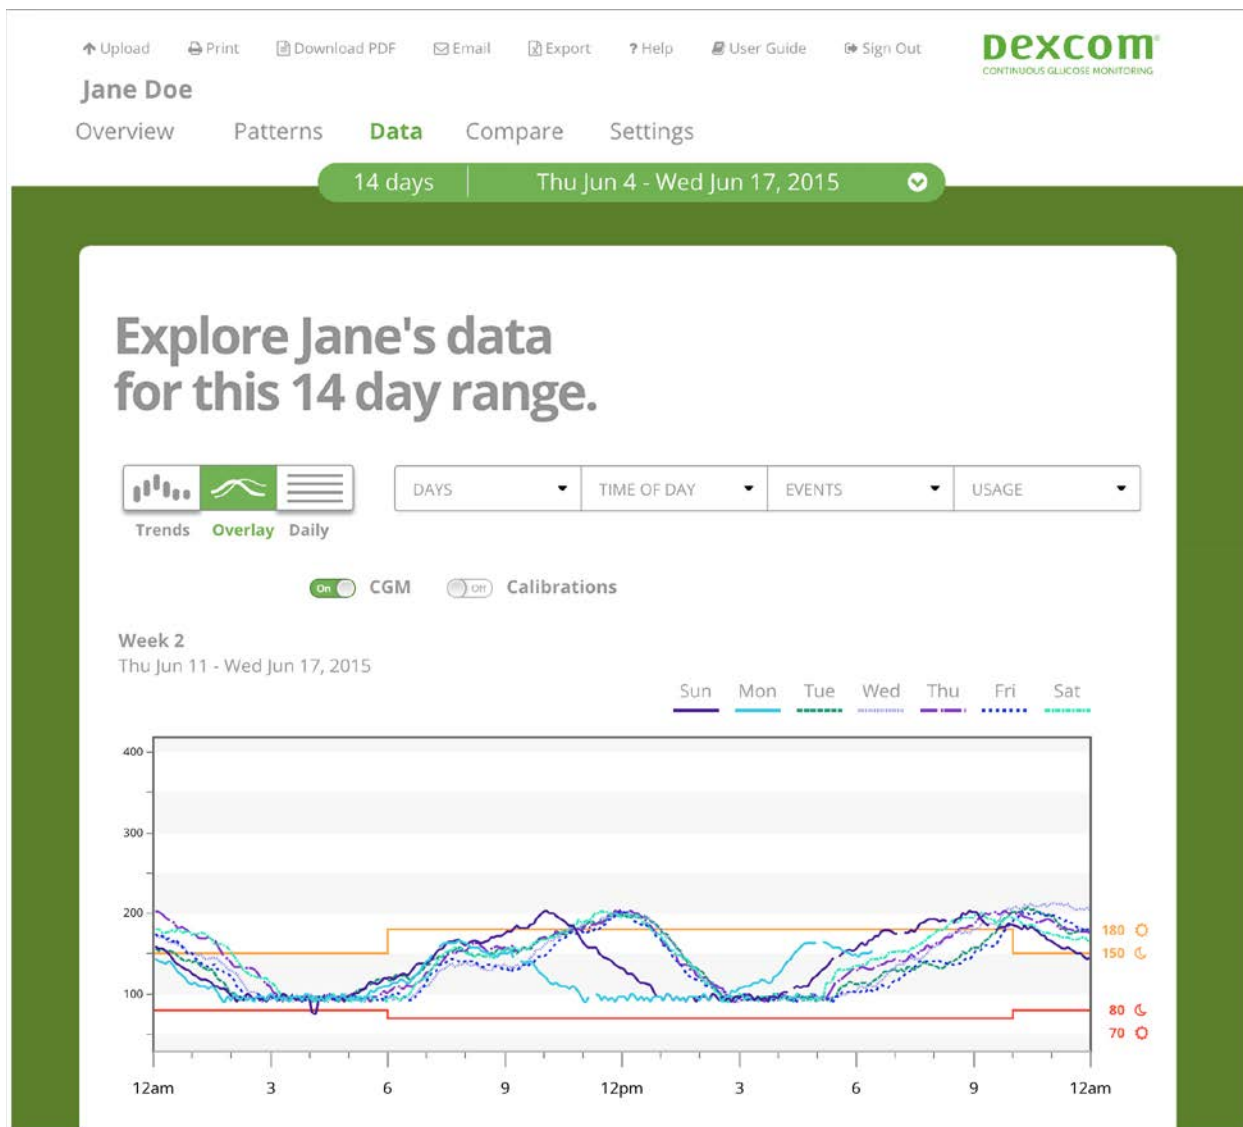 Upload Print Download PDF Email Export ? Help User Guide Sign Out
Dexcom
CONTINUOUS GLUCOSE MONITORING
Jane Doe
Overview Patterns Data Compare Settings
14 days Thu Jun 4 - Wed Jun 17, 2015
Explore Jane's data
for this 14 day range.
DAYS TIME OF DAY EVENTS USAGE
Trends Overlay Daily
On CGM Off Calibrations
Week 2
Thu Jun 11 - Wed Jun 17, 2015
Sun Mon Tue Wed Thu Fri Sat
400
300
200
180
150
100
80
70
12am 3 6 9 12pm 3 6 9 12am